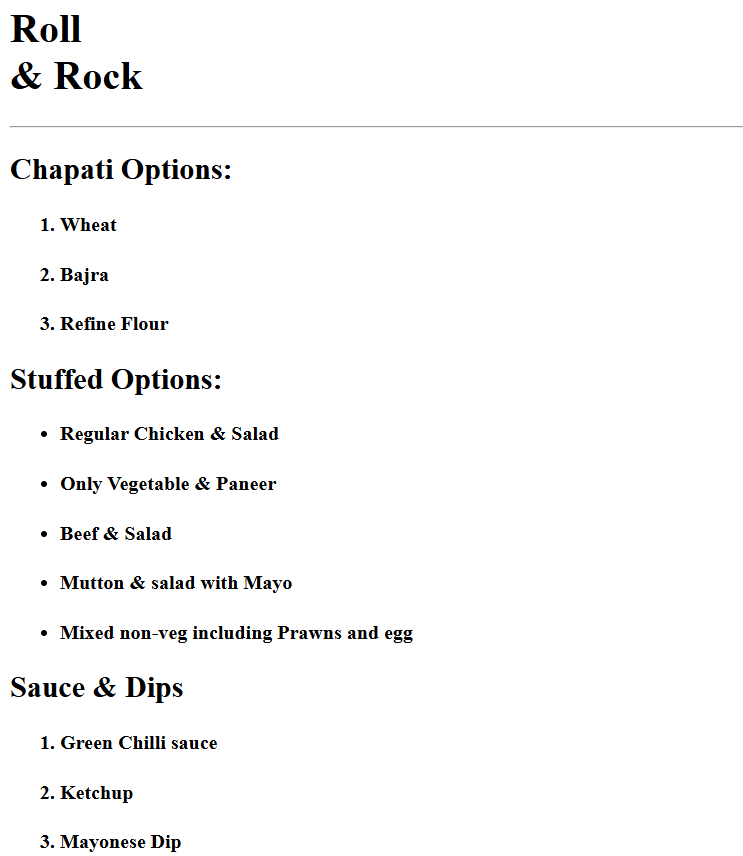 Roll
& Rock
Chapati Options:
1. Wheat
2. Bajra
3. Refine Flour
Stuffed Options:
• Regular Chicken & Salad
• Only Vegetable & Paneer
• Beef & Salad
• Mutton & salad with Mayo
• Mixed non-veg including Prawns and egg
Sauce & Dips
1. Green Chilli sauce
2. Ketchup
3. Mayonese Dip